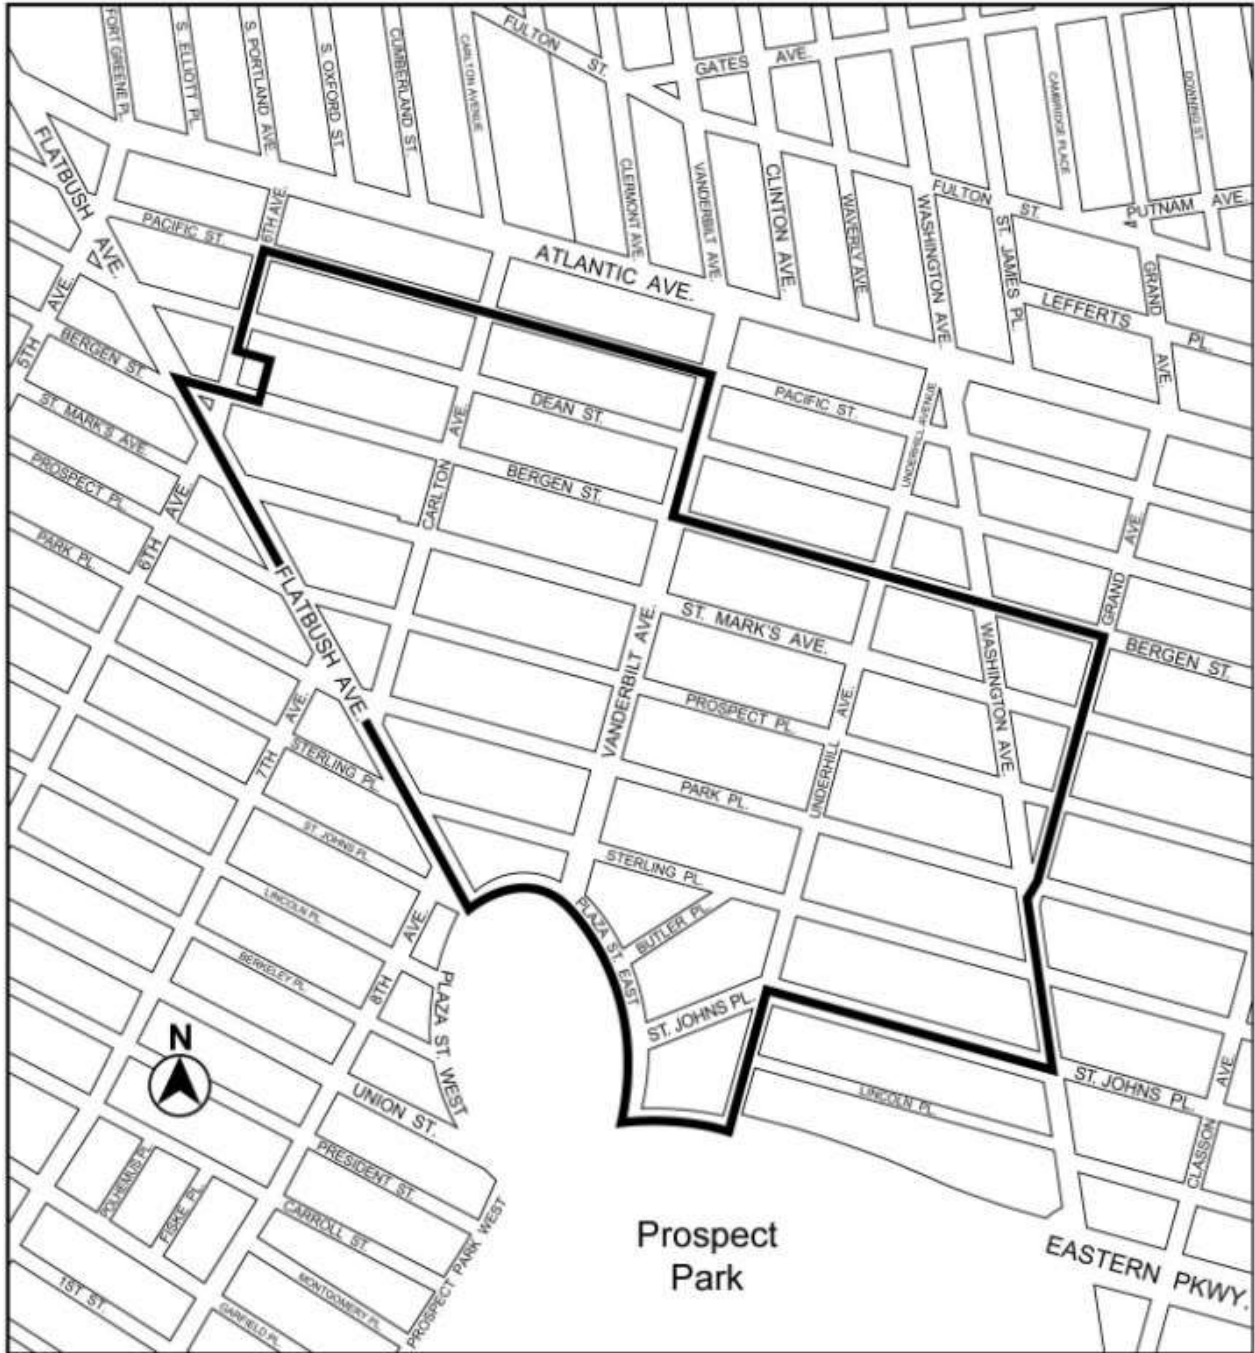 FORT GREENE PL.
S. ELLIOTT PL.
S. PORTLAND AVE.
S. OXFORD ST.
CUMBERLAND ST.
CARLTON AVENUE
FULTON ST.
GATES AVE.
CAMBRIDGE PLACE
DOWNING ST.
FLATBUSH AVE.
PACIFIC ST.
6TH AVE.
CLERMONT AVE.
VANDERBILT AVE.
CLINTON AVE.
WAVERLY AVE.
WASHINGTON AVE.
FULTON ST.
ST. JAMES PL.
PUTNAM AVE.
ATLANTIC AVE.
GRAND AVE.
LEFFERTS PL.
5TH AVE.
BERGEN ST.
ST. MARK'S AVE.
PROSPECT PL.
PARK PL.
6TH AVE.
CARLTON AVE.
DEAN ST.
BERGEN ST.
PACIFIC ST.
UNDERHILL AVENUE
GRAND AVE.
BERGEN ST.
FLATBUSH AVE.
VANDERBILT AVE.
ST. MARK'S AVE.
WASHINGTON AVE.
PROSPECT PL.
UNDERHILL AVE.
PARK PL.
7TH AVE.
STERLING PL.
ST. JOHNS PL.
LINCOLN PL.
BERKELEY PL.
8TH AVE.
STERLING PL.
BUTLER PL.
PLAZA ST. EAST
ST. JOHNS PL.
PLAZA ST. WEST
N
UNION ST.
LINCOLN PL.
ST. JOHNS PL.
CLASSON AVE.
POLHEMUS PL.
FISKE PL.
PRESIDENT ST.
CARROLL ST.
MONTGOMERY PL.
GARFIELD PL.
1ST ST.
PROSPECT PARK WEST
Prospect
Park
EASTERN PKWY.